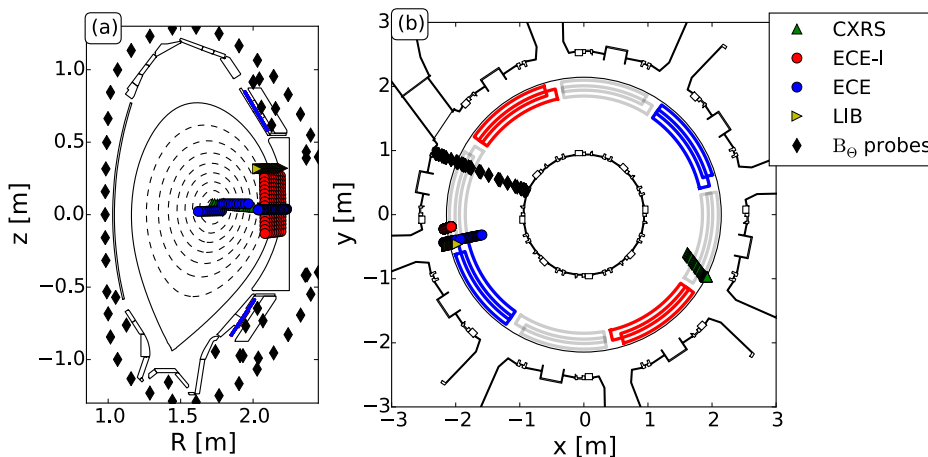 (a)
1.0
0.5
0.0
−0.5
−1.0
z [m]
1.0 1.5 2.0
R [m]
(b)
3
2
1
0
−1
−2
−3
y [m]
−3 −2 −1 0 1 2 3
x [m]
CXRS
ECE-I
ECE
LIB
BΘ probes